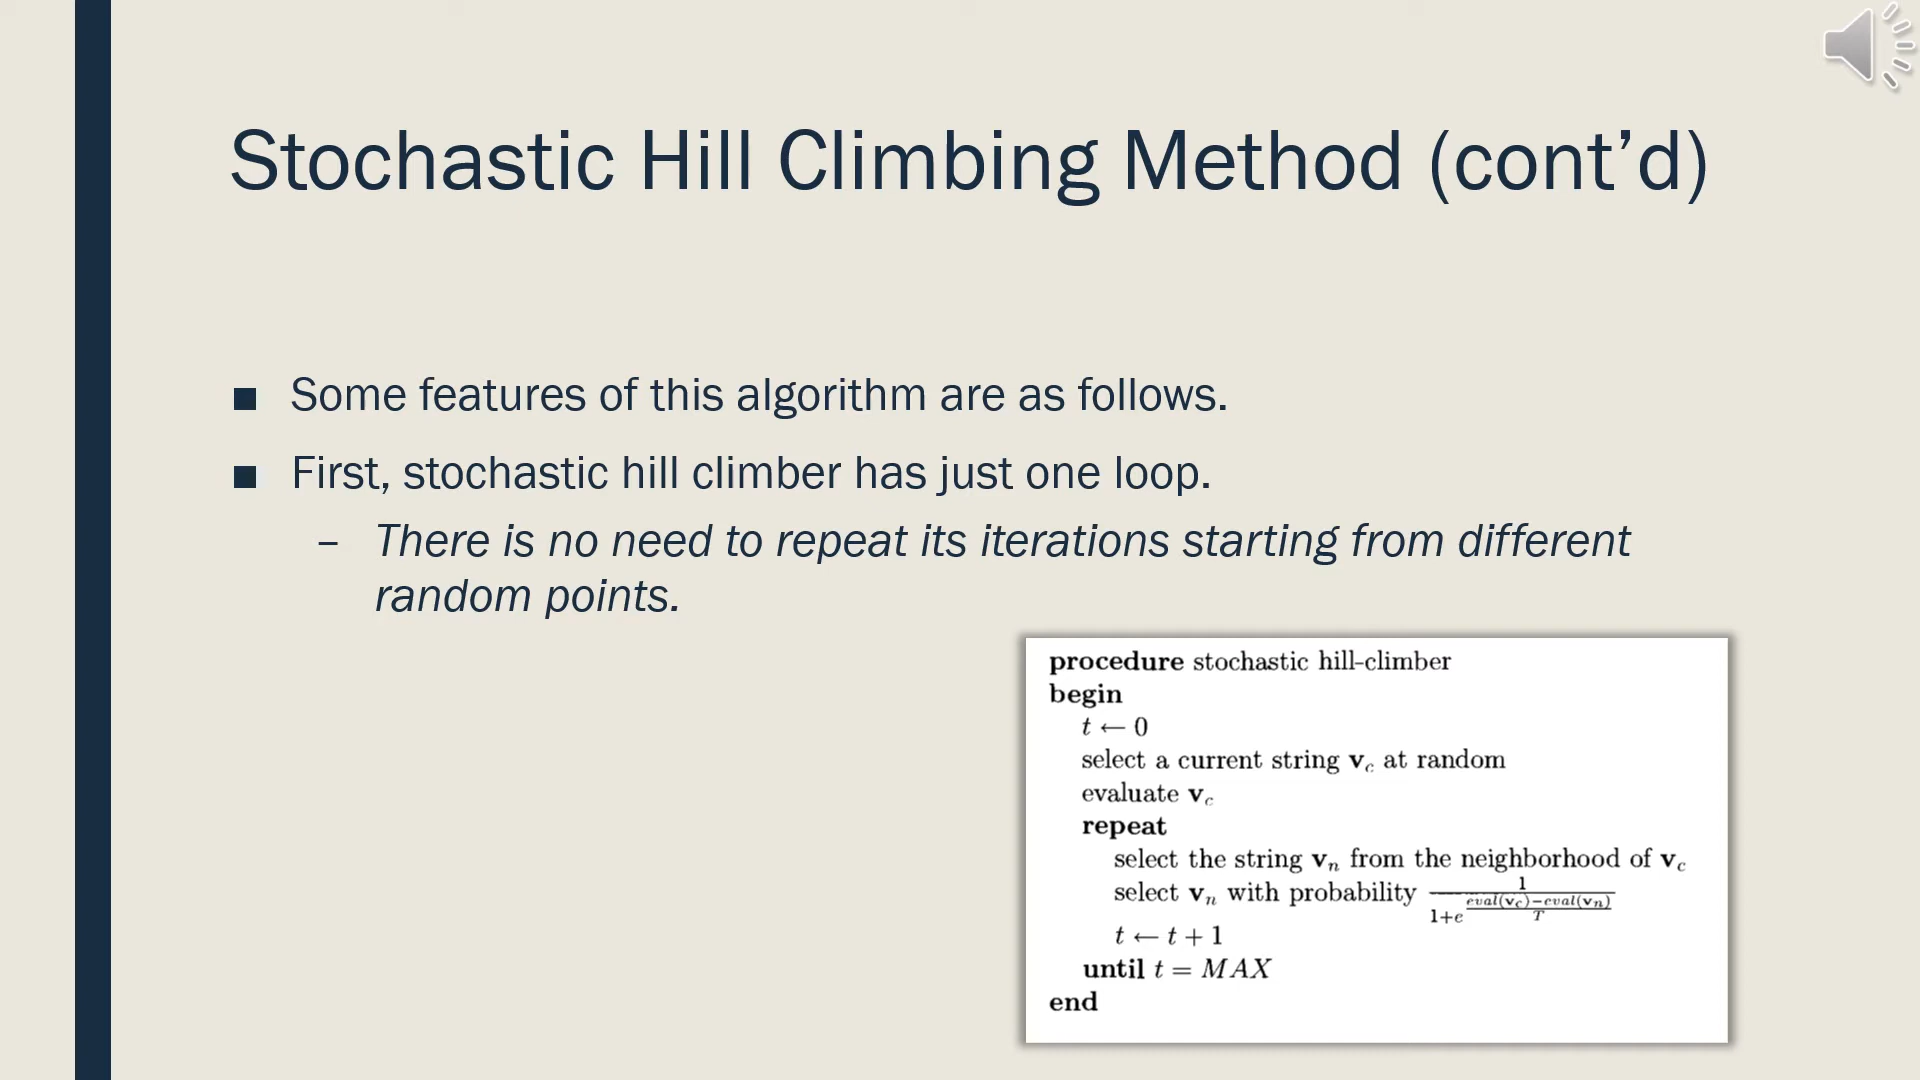 Stochastic Hill Climbing Method (cont’d)
■ Some features of this algorithm are as follows.
■ First, stochastic hill climber has just one loop.
– There is no need to repeat its iterations starting from different
random points.
procedure stochastic hill-climber
begin
t ← 0
select a current string v_c at random
evaluate v_c
repeat
select the string v_n from the neighborhood of v_c
select v_n with probability \frac{1}{1+e^{\frac{eval(v_c)-eval(v_n)}{T}}}
t ← t + 1
until t = MAX
end